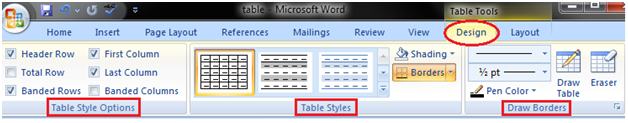 table - Microsoft Word
Table Tools
Home Insert Page Layout References Mailings Review View Design Layout
Header Row First Column
Total Row Last Column
Banded Rows Banded Columns
Table Style Options
Table Styles
Shading
Borders
½ pt
Pen Color
Draw Table
Eraser
Draw Borders